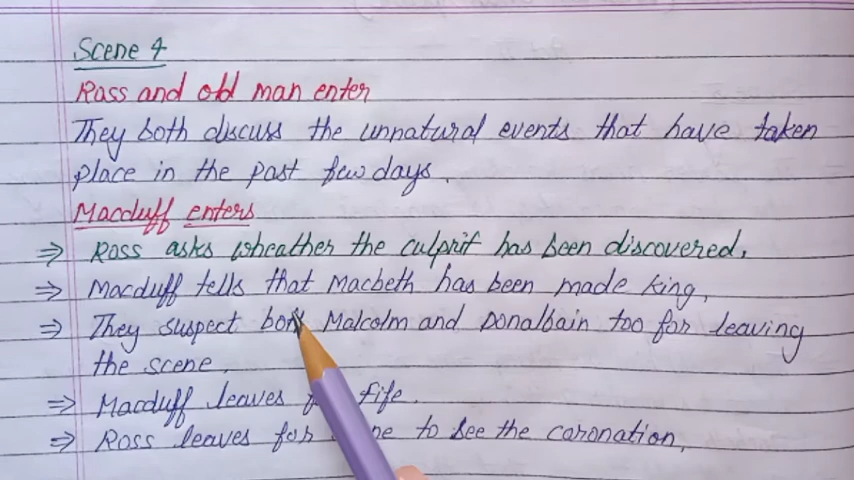 Scene 4
Ross and old man enter
They both discuss the unnatural events that have taken
place in the past few days.
Macduff enters
⇒ Ross asks wheather the culprit has been discovered.
⇒ Macduff tells that Macbeth has been made king.
⇒ They suspect Malcolm and Donalbain too for leaving
the scene.
⇒ Macduff leaves fife.
⇒ Ross leaves for to see the coronation.